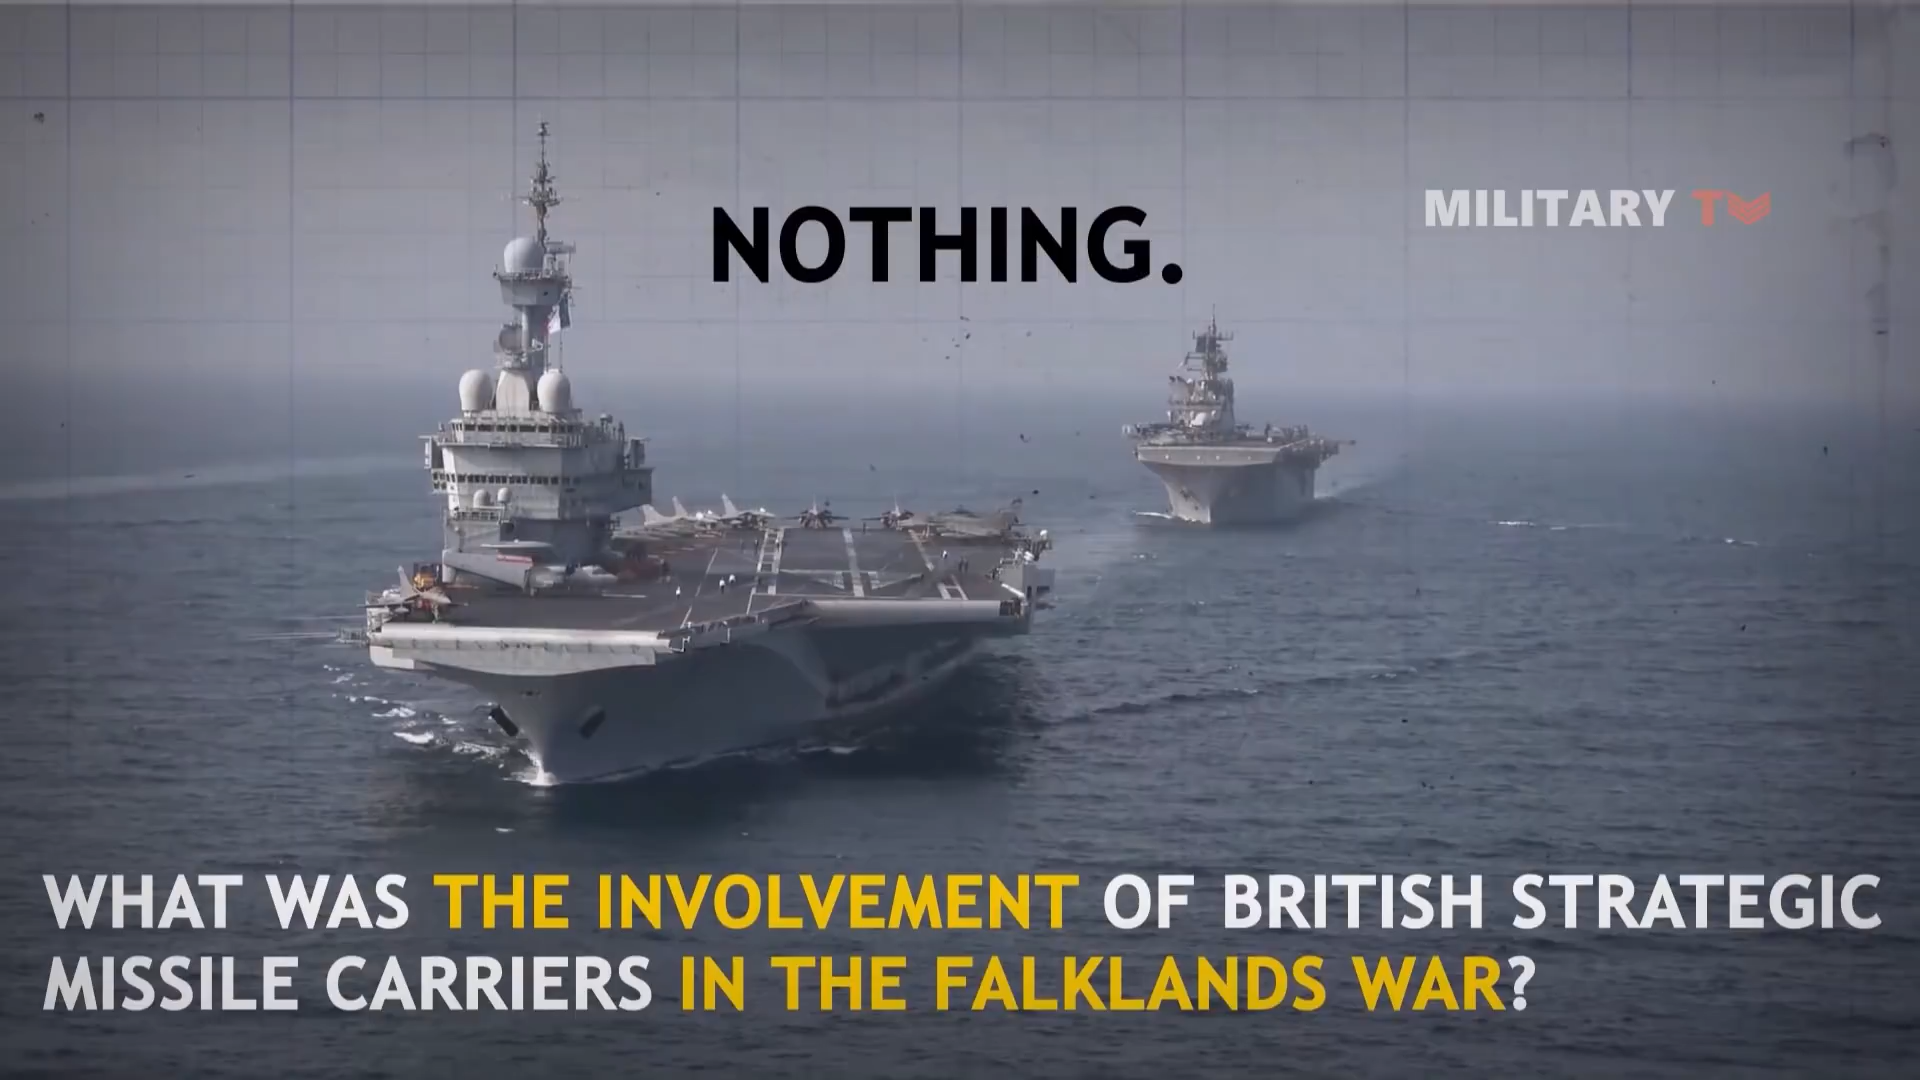 NOTHING.
MILITARY TV
WHAT WAS THE INVOLVEMENT OF BRITISH STRATEGIC
MISSILE CARRIERS IN THE FALKLANDS WAR?